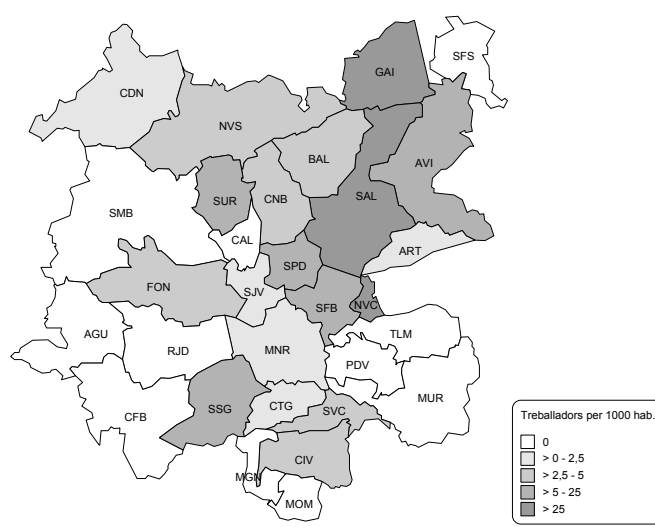 SFS
GAI
CDN
NVS
BAL
AVI
SUR
CNB
SAL
SMB
CAL
ART
SPD
FON
SJV
SFB
NVC
AGU
RJD
MNR
TLM
PDV
MUR
CFB
SSG
CTG
SVC
CIV
MGN
MOM
Treballadors per 1000 hab.
0
> 0 - 2,5
> 2,5 - 5
> 5 - 25
> 25